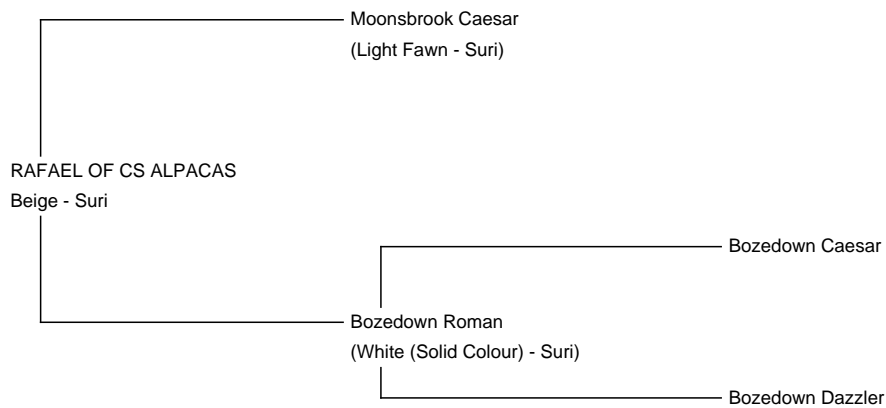 Moonsbrook Caesar
(Light Fawn - Suri)
RAFAEL OF CS ALPACAS
Beige - Suri
Bozedown Caesar
Bozedown Roman
(White (Solid Colour) - Suri)
Bozedown Dazzler